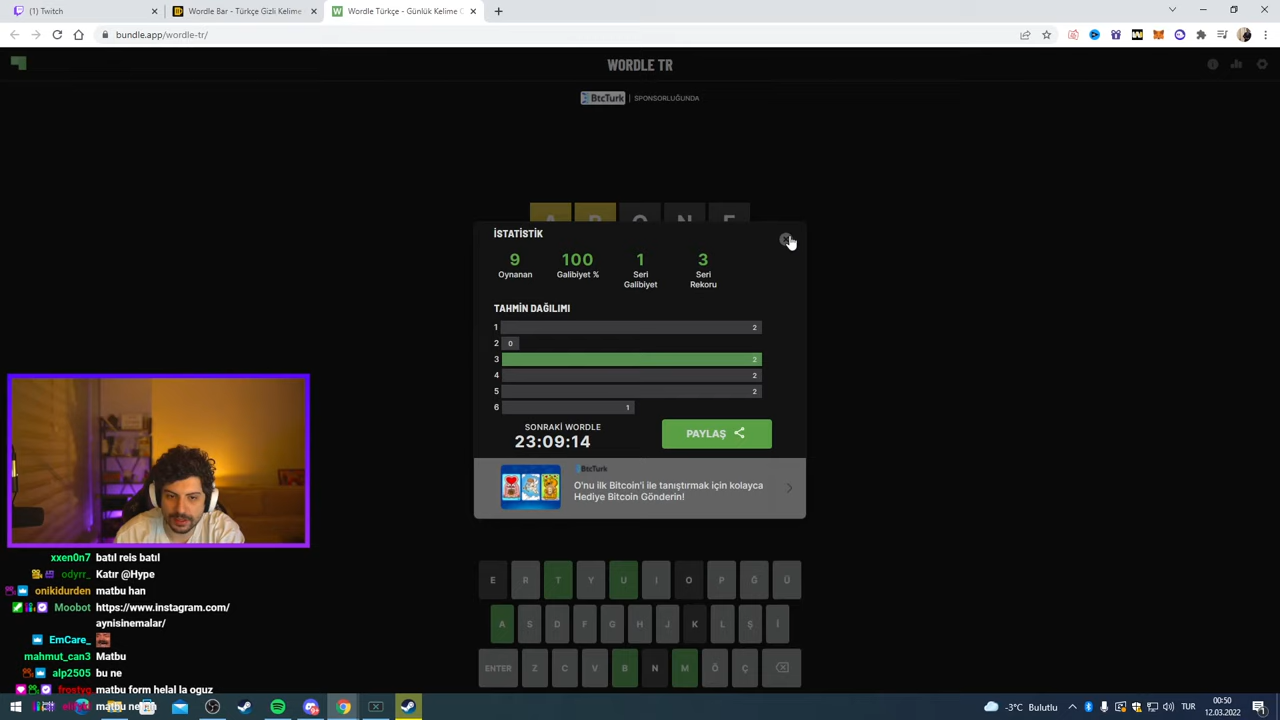 (1) Twitch
Wordle Bar - Türkçe Gizli Kelime
Wordle Türkçe - Günlük Kelime O
bundle.app/wordle-tr/
WORDLE TR
BtcTurk | SPONSORLUĞUNDA
A B O N E
İSTATİSTİK
9 100 1 3
Oynanan Galibiyet % Seri Galibiyet Seri Rekoru
TAHMİN DAĞILIMI
1 2
2 0
3 2
4 2
5 2
6 1
SONRAKİ WORDLE
23:09:14
PAYLAŞ
BtcTurk
O'nu ilk Bitcoin'i ile tanıştırmak için kolayca
Hediye Bitcoin Gönderin!
E R T Y U I O P Ğ Ü
A S D F G H J K L Ş İ
ENTER Z C V B N M Ö Ç
xxen0n7 batıl reis batıl
odyrr_ Katır @Hype
onikidurden matbu han
Moobot https://www.instagram.com/
aynisinemalar/
EmCare_
mahmut_can3 Matbu
alp2505 bu ne
frostyq matbu form helal la oguz
-3°C Bulutlu
TUR
00:50
12.03.2022